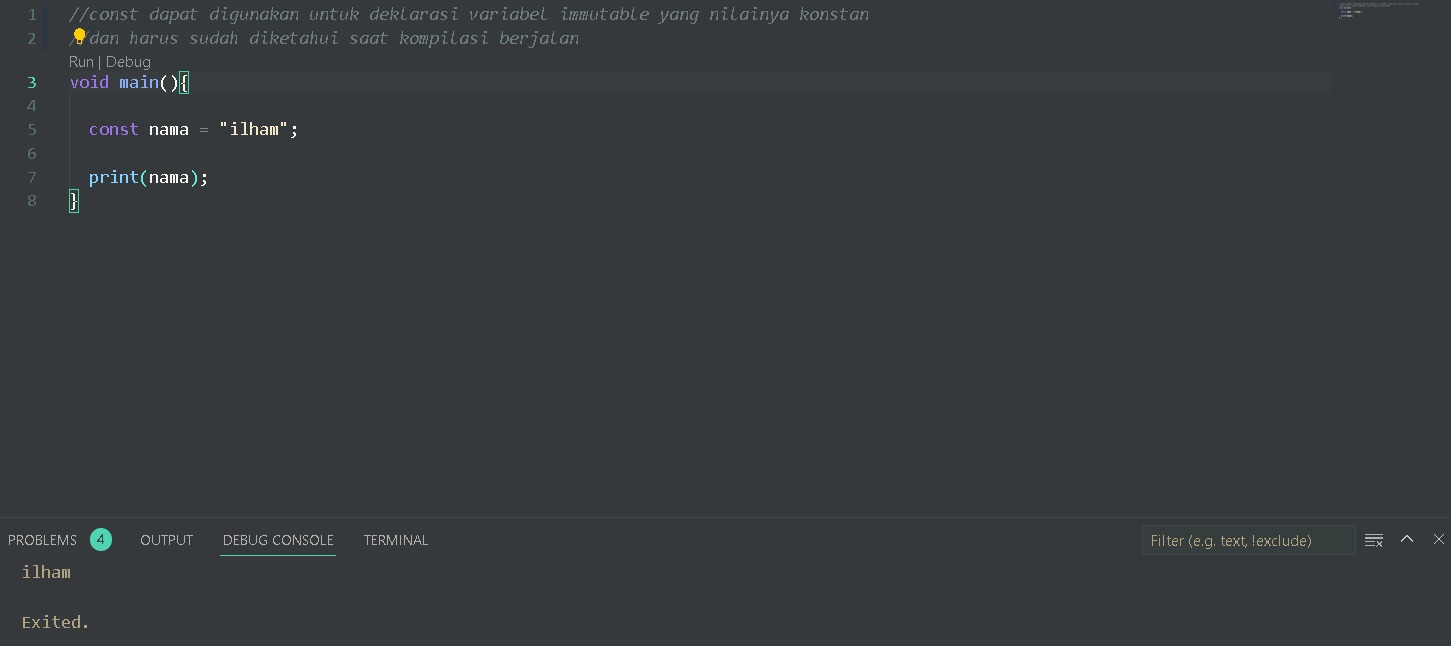 1 //const dapat digunakan untuk deklarasi variabel immutable yang nilainya konstan
2 //dan harus sudah diketahui saat kompilasi berjalan
Run | Debug
3 void main(){
4
5 const nama = "ilham";
6
7 print(nama);
8 }
PROBLEMS 4 OUTPUT DEBUG CONSOLE TERMINAL Filter (e.g. text, !exclude)
ilham
Exited.